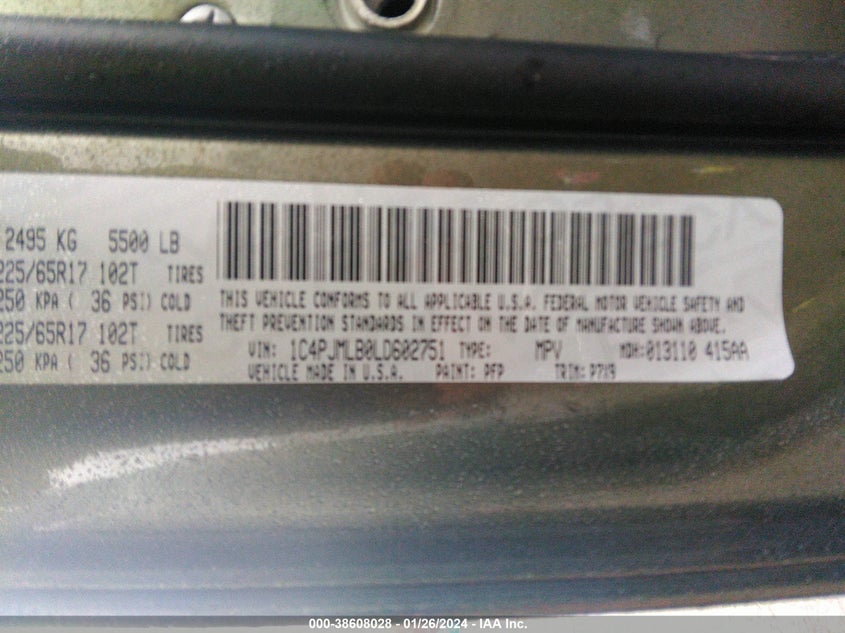 2495 KG 5500 LB
225/65R17 102T TIRES
250 KPA ( 36 PSI) COLD
225/65R17 102T TIRES
250 KPA ( 36 PSI) COLD
THIS VEHICLE CONFORMS TO ALL APPLICABLE U.S.A. FEDERAL MOTOR VEHICLE SAFETY AND
THEFT PREVENTION STANDARDS IN EFFECT ON THE DATE OF MANUFACTURE SHOWN ABOVE.
VIN: 1C4PJMLB0LD602751 TYPE: MPV MDH: 013110 415AA
VEHICLE MADE IN U.S.A. PAINT: PFP TRIM: P7X9
000-38608028 - 01/26/2024 - IAA Inc.